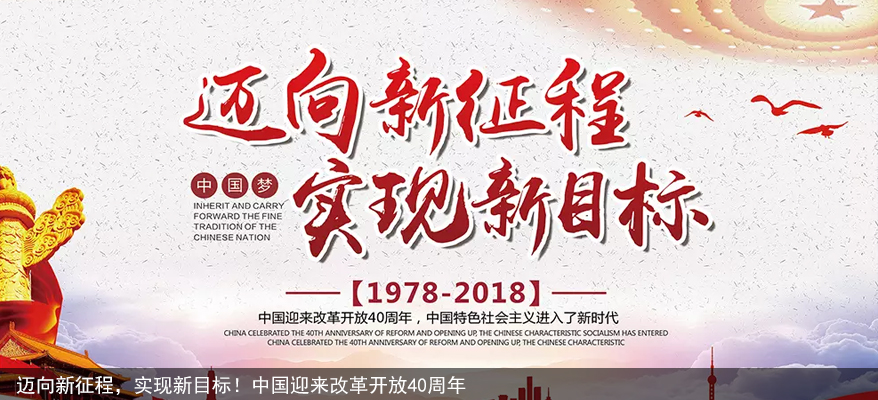 迈向新征程
中国梦
INHERIT AND CARRY
FORWARD THE FINE
TRADITION OF THE
CHINESE NATION
实现新目标
【1978-2018】
中国迎来改革开放40周年，中国特色社会主义进入了新时代
CHINA CELEBRATED THE 40TH ANNIVERSARY OF REFORM AND OPENING UP, THE CHINESE CHARACTERISTIC SOCIALISM HAS ENTERED
CHINA CELEBRATED THE 40TH ANNIVERSARY OF REFORM AND OPENING UP, THE CHINESE CHARACTERISTIC
迈向新征程，实现新目标！中国迎来改革开放40周年